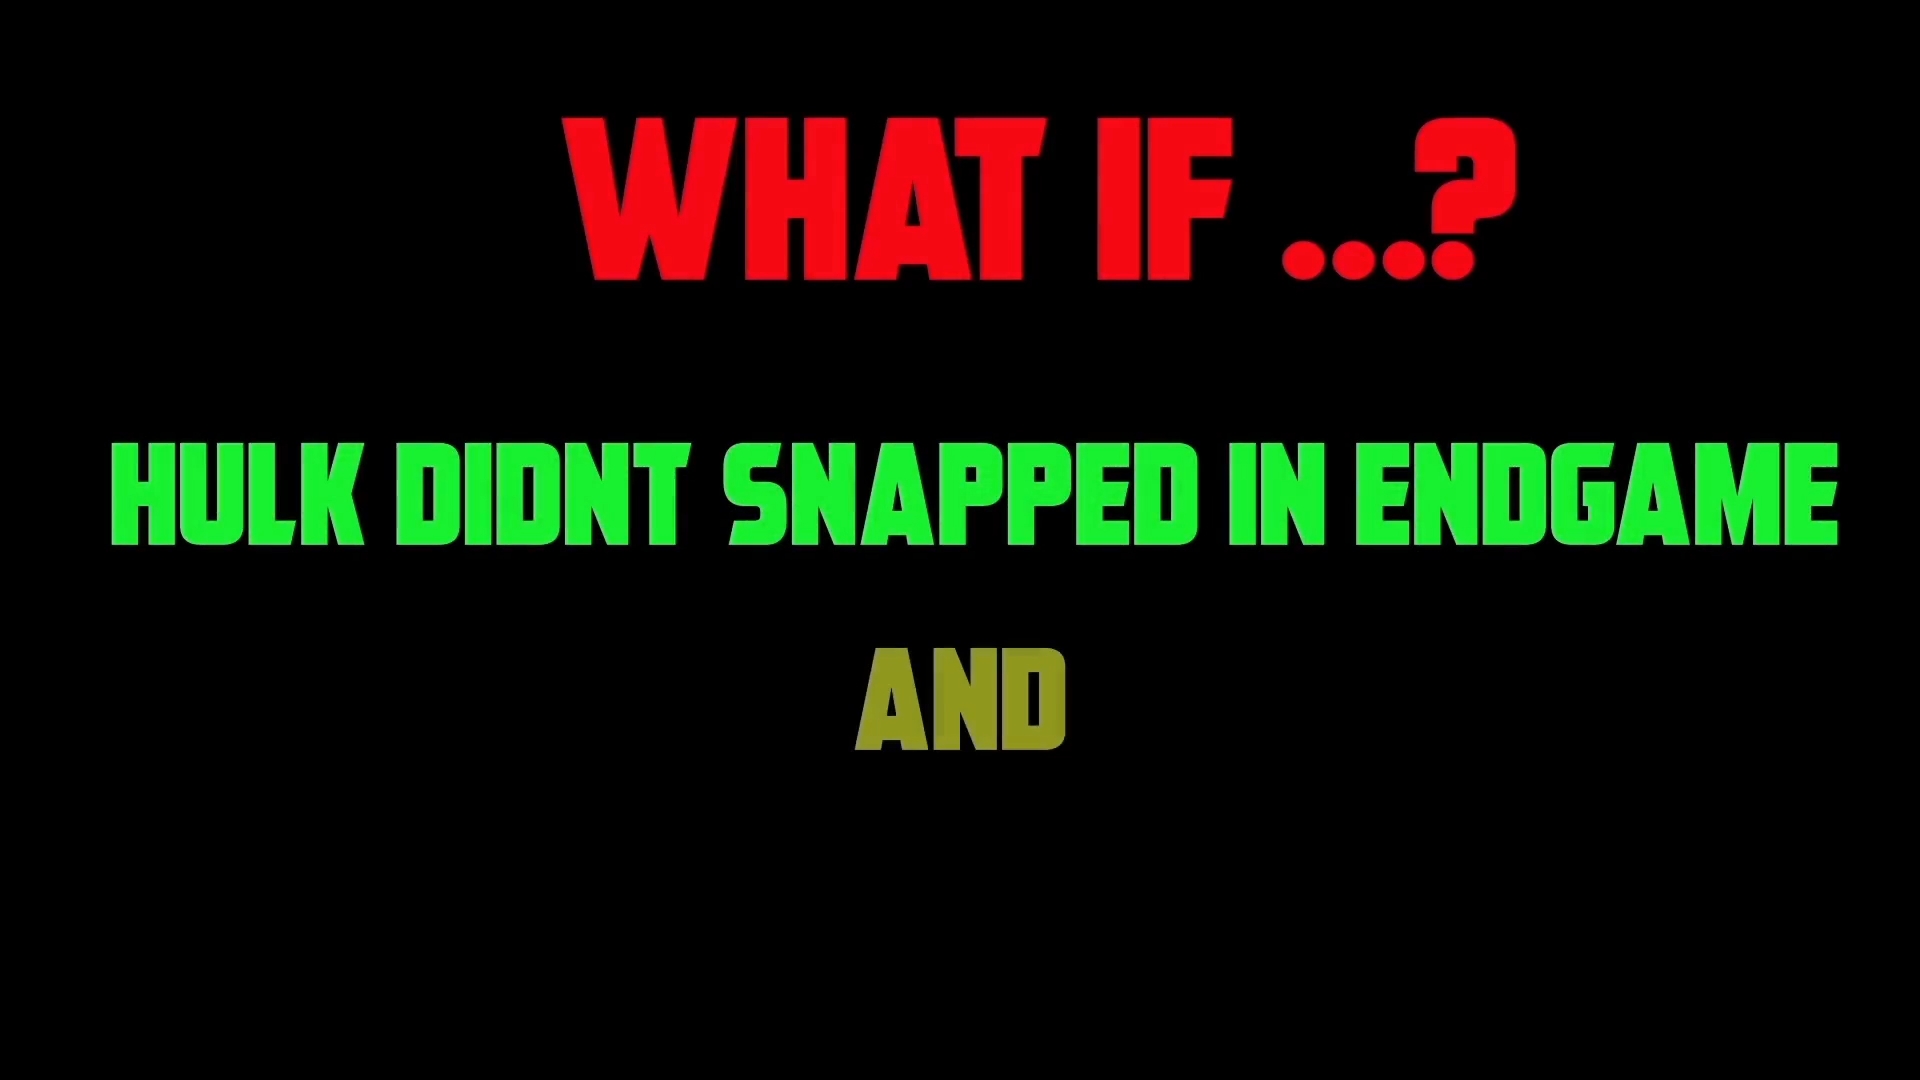 WHAT IF ...?
HULK DIDNT SNAPPED IN ENDGAME
AND